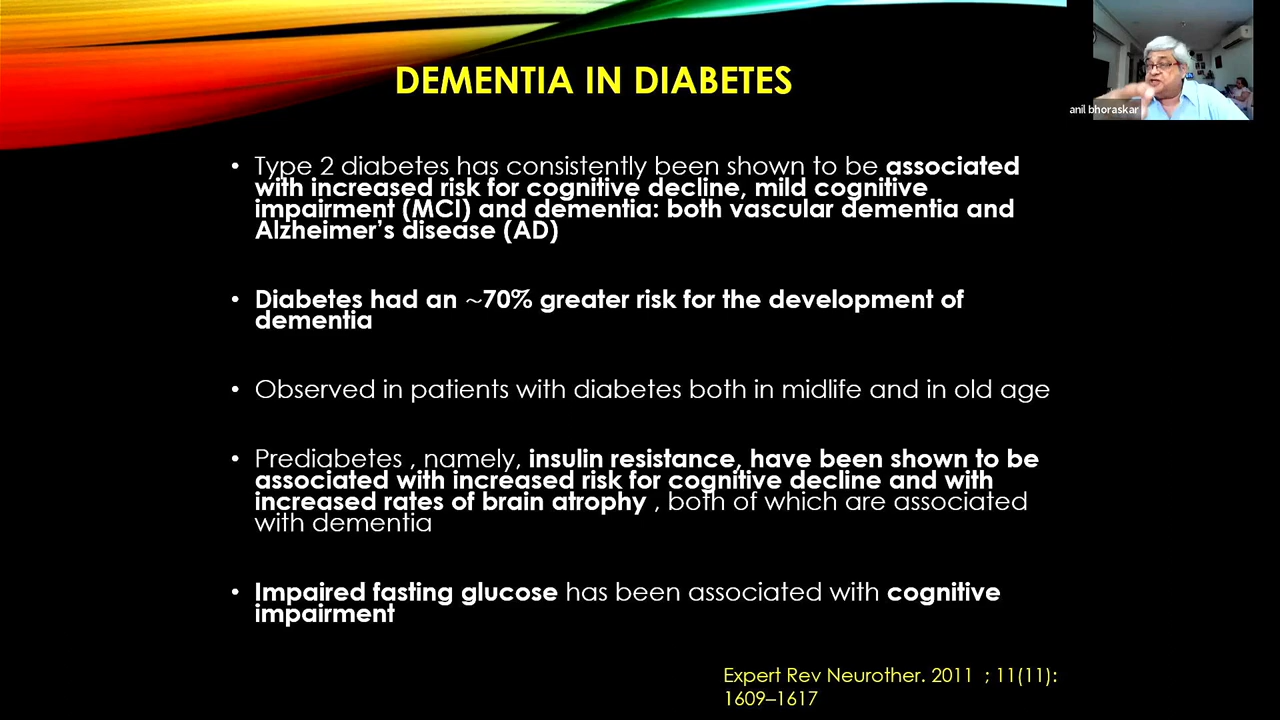 DEMENTIA IN DIABETES
anil bhoraskar
• Type 2 diabetes has consistently been shown to be associated
with increased risk for cognitive decline, mild cognitive
impairment (MCI) and dementia: both vascular dementia and
Alzheimer's disease (AD)
• Diabetes had an ~70% greater risk for the development of
dementia
• Observed in patients with diabetes both in midlife and in old age
• Prediabetes , namely, insulin resistance, have been shown to be
associated with increased risk for cognitive decline and with
increased rates of brain atrophy , both of which are associated
with dementia
• Impaired fasting glucose has been associated with cognitive
impairment
Expert Rev Neurother. 2011 ; 11(11):
1609–1617